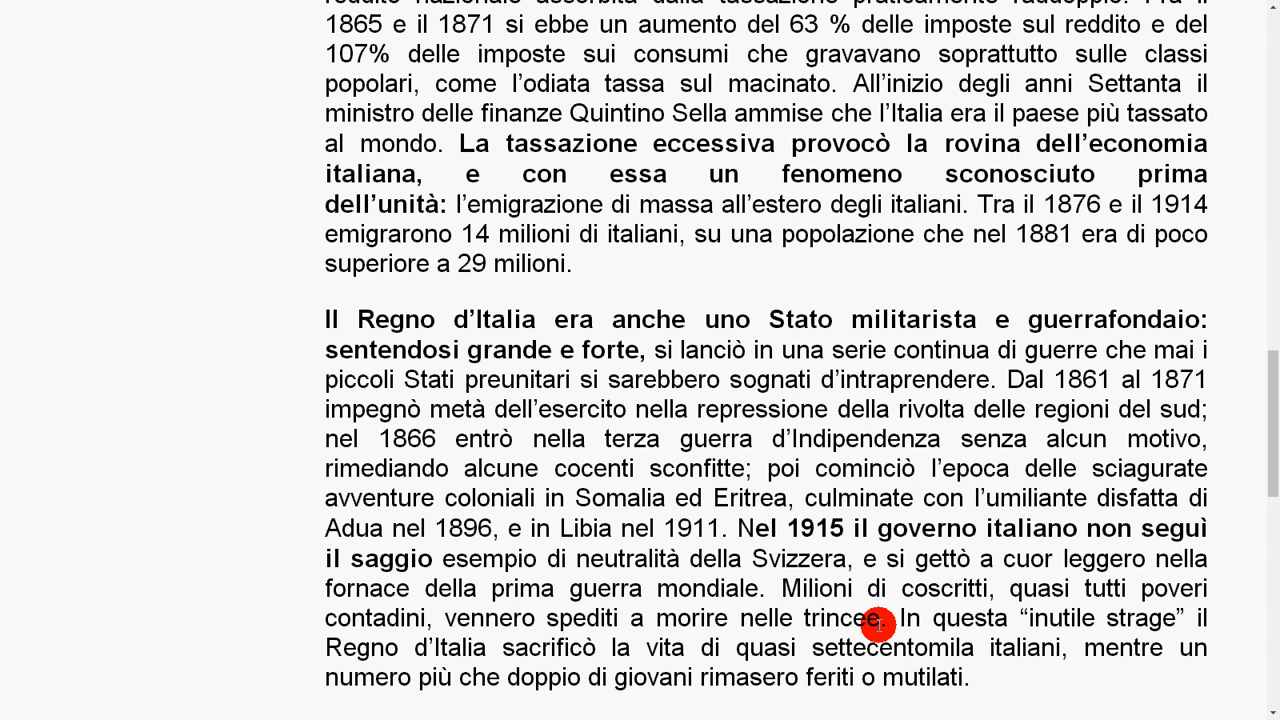 1865 e il 1871 si ebbe un aumento del 63 % delle imposte sul reddito e del
107% delle imposte sui consumi che gravavano soprattutto sulle classi
popolari, come l’odiata tassa sul macinato. All’inizio degli anni Settanta il
ministro delle finanze Quintino Sella ammise che l’Italia era il paese più tassato
al mondo. La tassazione eccessiva provocò la rovina dell’economia
italiana, e con essa un fenomeno sconosciuto prima
dell’unità: l’emigrazione di massa all’estero degli italiani. Tra il 1876 e il 1914
emigrarono 14 milioni di italiani, su una popolazione che nel 1881 era di poco
superiore a 29 milioni.
Il Regno d’Italia era anche uno Stato militarista e guerrafondaio:
sentendosi grande e forte, si lanciò in una serie continua di guerre che mai i
piccoli Stati preunitari si sarebbero sognati d’intraprendere. Dal 1861 al 1871
impegnò metà dell’esercito nella repressione della rivolta delle regioni del sud;
nel 1866 entrò nella terza guerra d’Indipendenza senza alcun motivo,
rimediando alcune cocenti sconfitte; poi cominciò l’epoca delle sciagurate
avventure coloniali in Somalia ed Eritrea, culminate con l’umiliante disfatta di
Adua nel 1896, e in Libia nel 1911. Nel 1915 il governo italiano non seguì
il saggio esempio di neutralità della Svizzera, e si gettò a cuor leggero nella
fornace della prima guerra mondiale. Milioni di coscritti, quasi tutti poveri
contadini, vennero spediti a morire nelle trincee. In questa “inutile strage” il
Regno d’Italia sacrificò la vita di quasi settecentomila italiani, mentre un
numero più che doppio di giovani rimasero feriti o mutilati.